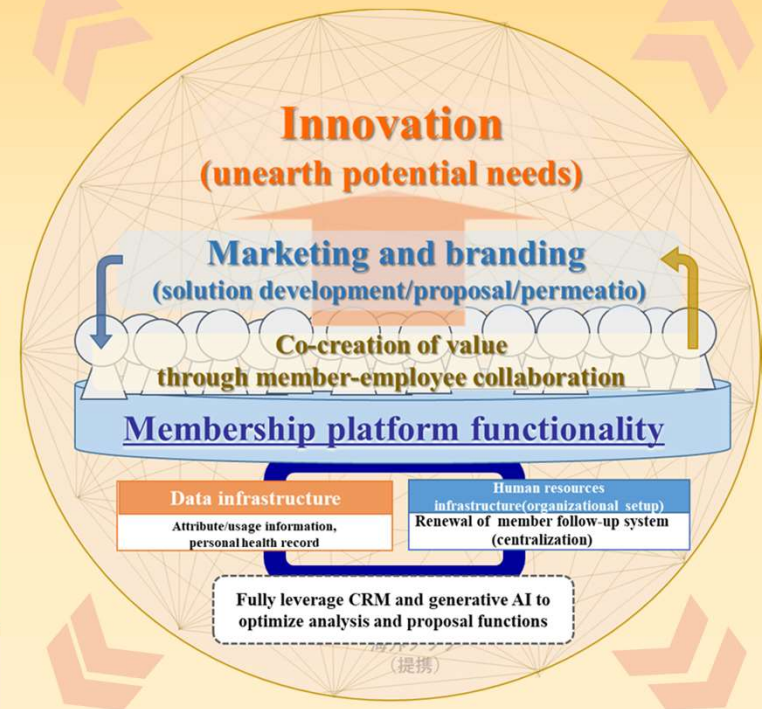 Innovation
(unearth potential needs)
Marketing and branding
(solution development/proposal/permeatio)
Co-creation of value
through member-employee collaboration
Membership platform functionality
Data infrastructure
Attribute/usage information,
personal health record
Human resources
infrastructure(organizational setup)
Renewal of member follow-up system
(centralization)
Fully leverage CRM and generative AI to
optimize analysis and proposal functions
(提携)